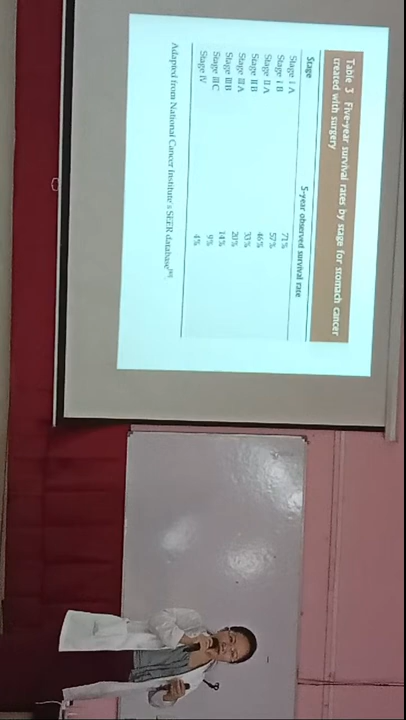 Table 3 Five-year survival rates by stage for stomach cancer
treated with surgery
Stage 5-year observed survival rate
Stage I A 71%
Stage I B 57%
Stage II A 46%
Stage II B 33%
Stage III A 20%
Stage III B 14%
Stage III C 9%
Stage IV 4%
Adapted from National Cancer Institute's SEER database